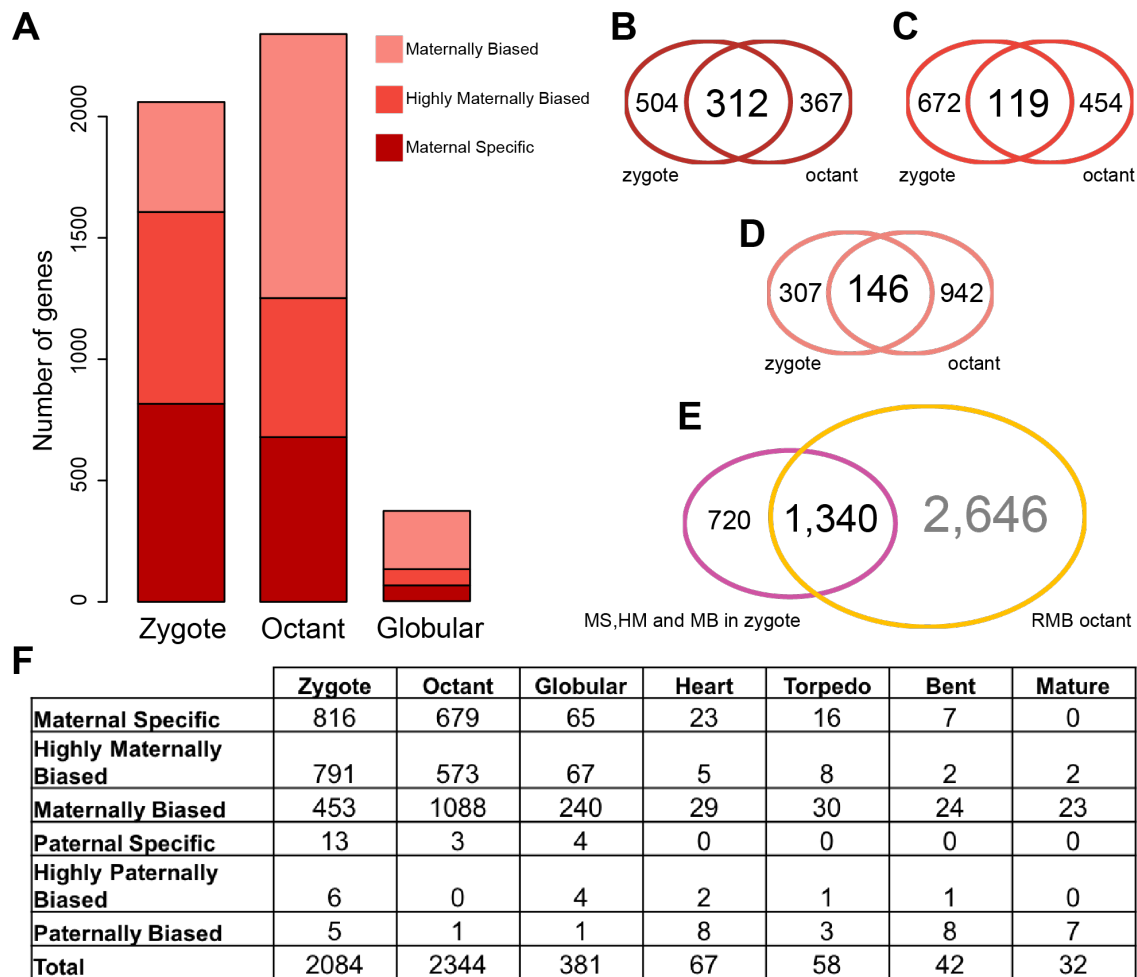 A
Number of genes
0
500
1000
1500
2000
Zygote
Octant
Globular
Maternally Biased
Highly Maternally Biased
Maternal Specific
B
504 312 367
zygote octant
C
672 119 454
zygote octant
D
307 146 942
zygote octant
E
720 1,340 2,646
MS,HM and MB in zygote RMB octant
F
Zygote Octant Globular Heart Torpedo Bent Mature
Maternal Specific 816 679 65 23 16 7 0
Highly Maternally
Biased 791 573 67 5 8 2 2
Maternally Biased 453 1088 240 29 30 24 23
Paternal Specific 13 3 4 0 0 0 0
Highly Paternally
Biased 6 0 4 2 1 1 0
Paternally Biased 5 1 1 8 3 8 7
Total 2084 2344 381 67 58 42 32